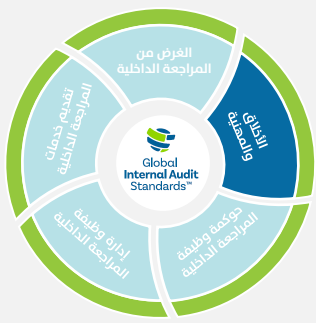 الغرض من
المراجعة الداخلية
الأخلاق
والمهنية
حوكمة وظيفة
المراجعة الداخلية
إدارة وظيفة
المراجعة الداخلية
تقديم خدمات
المراجعة الداخلية
Global
Internal Audit
Standards™